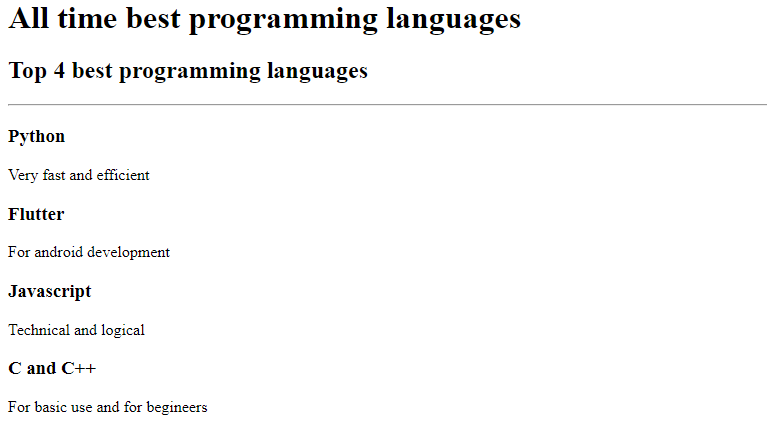 All time best programming languages
Top 4 best programming languages
Python
Very fast and efficient
Flutter
For android development
Javascript
Technical and logical
C and C++
For basic use and for begineers